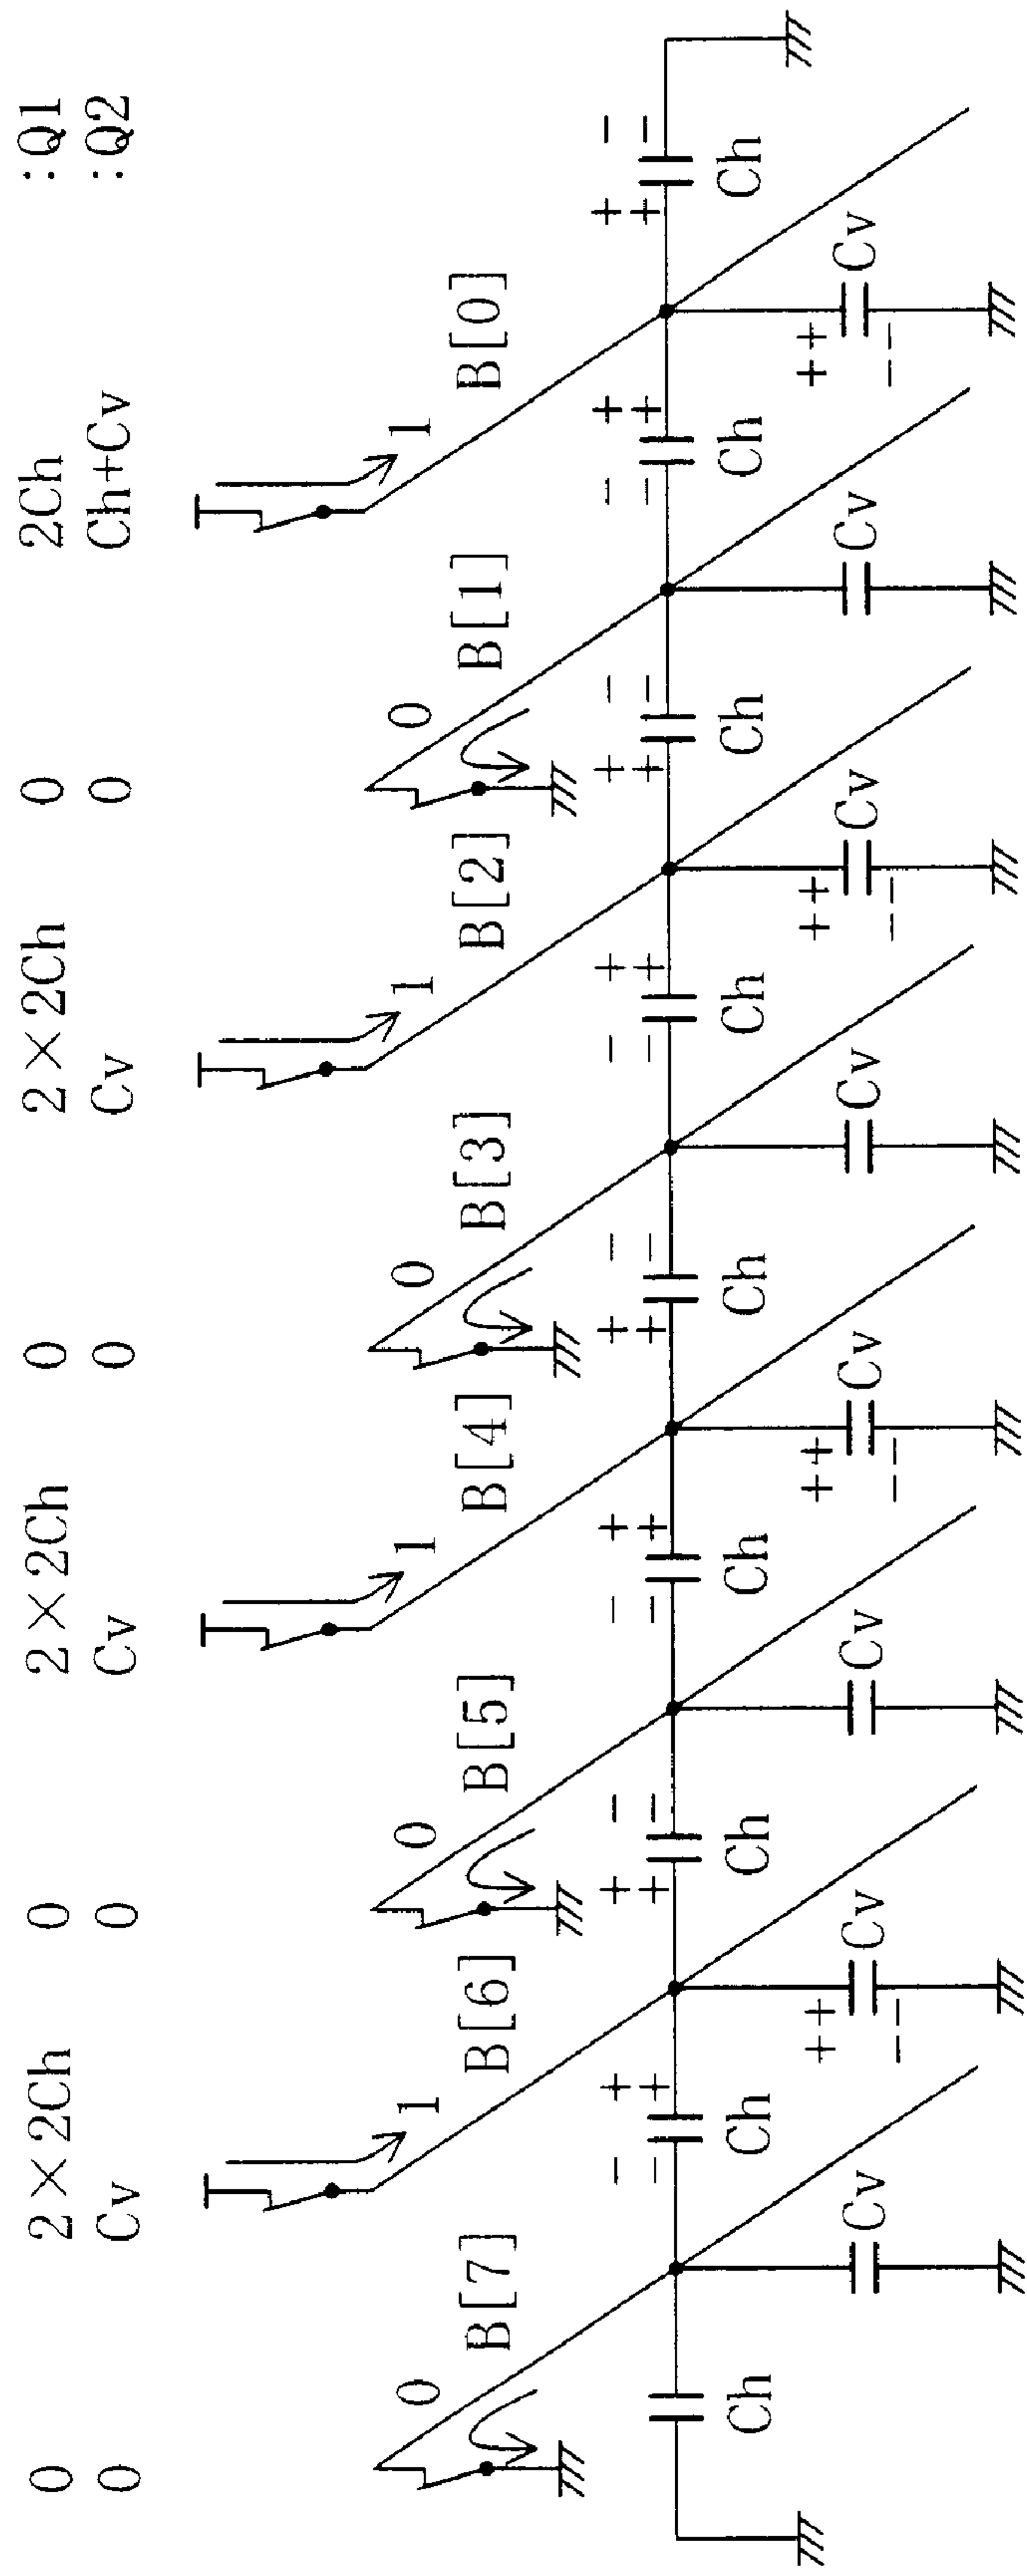 0 2×2Ch 0 2×2Ch 0 2×2Ch 0 2Ch :Q1
0 Cv 0 Cv 0 Cv 0 Ch+Cv :Q2
0 1 0 1 0 1 0 1
B[7] B[6] B[5] B[4] B[3] B[2] B[1] B[0]
++ -- ++ -- ++ -- ++ -- ++ -- ++ -- ++ --
Ch Ch Ch Ch Ch Ch Ch Ch Ch
Cv Cv Cv Cv Cv Cv Cv Cv